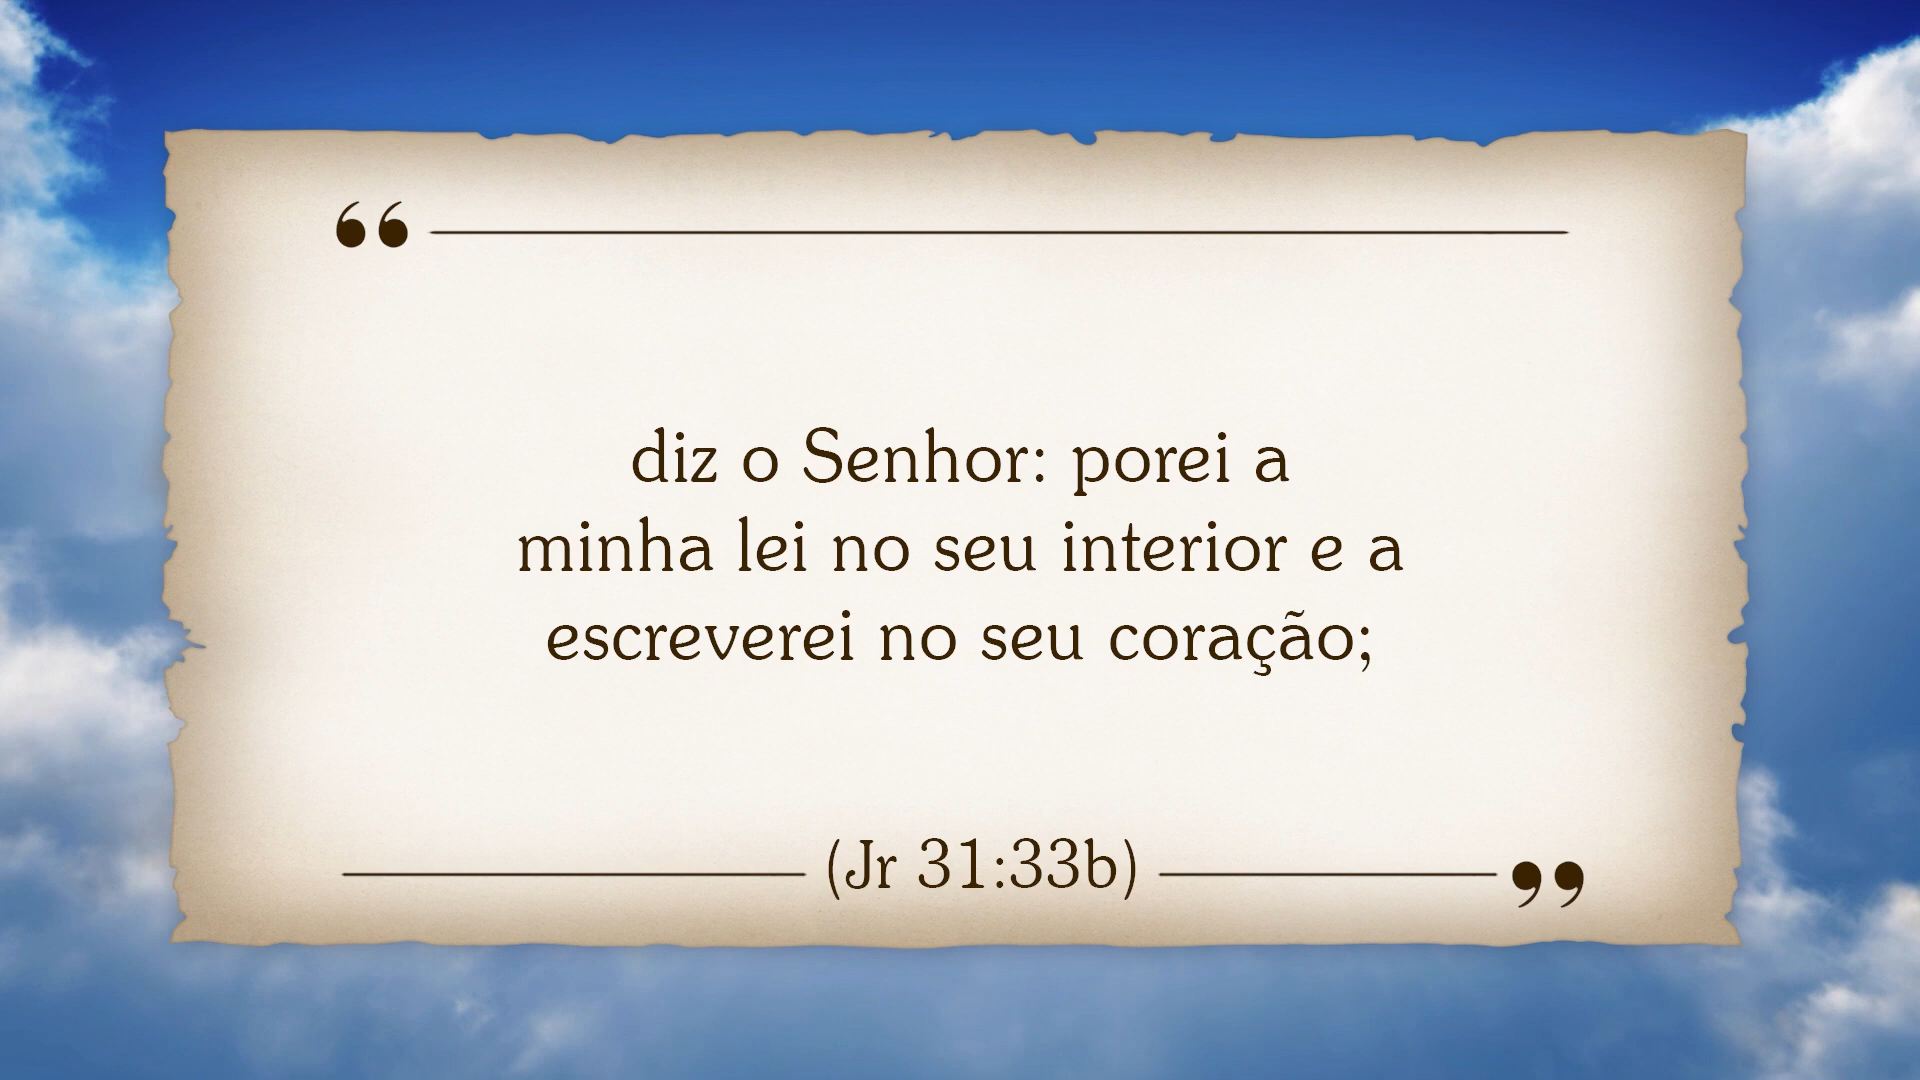 “
diz o Senhor: porei a
minha lei no seu interior e a
escreverei no seu coração;
(Jr 31:33b)
”